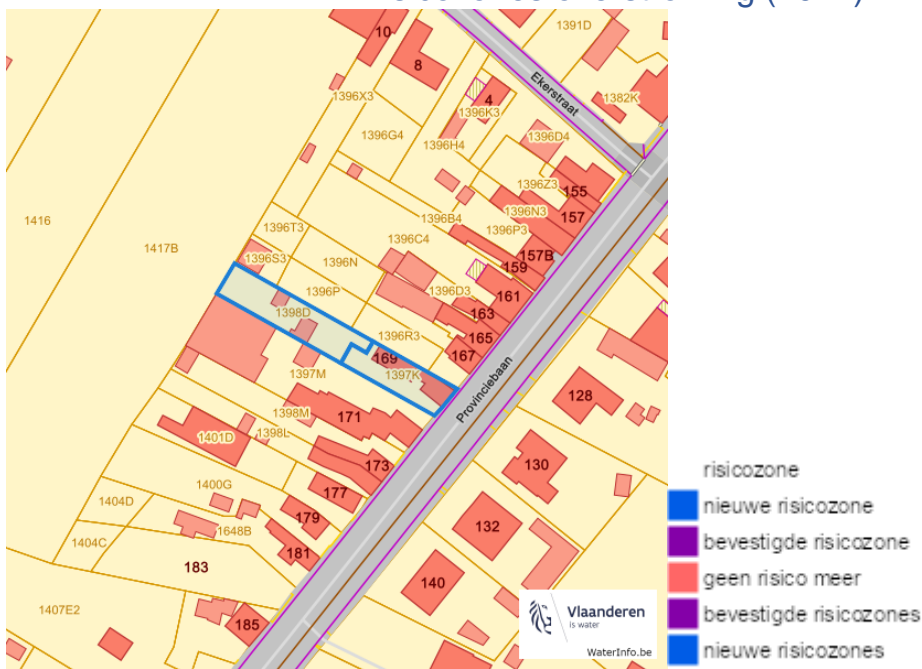 10
8
1391D
Ekerstraat
1382K
4
1396K3
1396X3
1396G4
1396H4
1396D4
1396Z3
155
1396N3
157
1396B4
1396P3
1416
1417B
1396T3
1396C4
157B
159
1396S3
1396N
1396P
1396D3
161
163
1398D
1396R3
165
167
169
1397K
1397M
Provinciebaan
128
1398M
171
1401D
1398L
173
130
1400G
177
1404D
179
1648B
132
1404C
181
183
140
1407E2
185
Vlaanderen
is water
WaterInfo.be
risicozone
nieuwe risicozone
bevestigde risicozone
geen risico meer
bevestigde risicozones
nieuwe risicozones